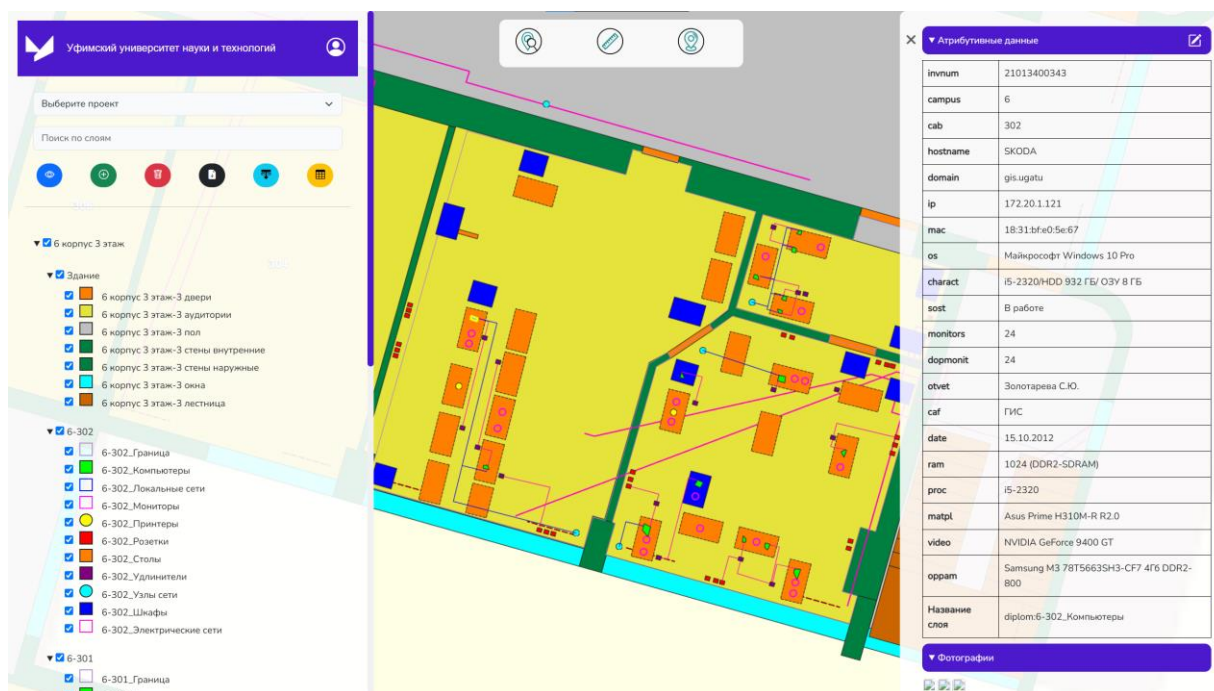 Уфимский университет науки и технологий
Выберите проект
Поиск по слоям
6 корпус 3 этаж
Здание
6 корпус 3 этаж-3 двери
6 корпус 3 этаж-3 аудитории
6 корпус 3 этаж-3 пол
6 корпус 3 этаж-3 стены внутренние
6 корпус 3 этаж-3 стены наружные
6 корпус 3 этаж-3 окна
6 корпус 3 этаж-3 лестница
6-302
6-302_Граница
6-302_Компьютеры
6-302_Локальные сети
6-302_Мониторы
6-302_Принтеры
6-302_Розетки
6-302_Столы
6-302_Удлинители
6-302_Узлы сети
6-302_Шкафы
6-302_Электрические сети
6-301
6-301_Граница
Атрибутивные данные
invnum 21013400343
campus 6
cab 302
hostname SKODA
domain gis.ugatu
ip 172.20.1.121
mac 18:31:bf:e0:5e:67
os Майкрософт Windows 10 Pro
charact i5-2320/HDD 932 ГБ/ ОЗУ 8 ГБ
sost В работе
monitors 24
dopmonit 24
otvet Золотарева С.Ю.
caf ГИС
date 15.10.2012
ram 1024 (DDR2-SDRAM)
proc i5-2320
matpl Asus Prime H310M-R R2.0
video NVIDIA GeForce 9400 GT
oppam Samsung M3 78T5663SH3-CF7 4Гб DDR2-
800
Название
слоя diplom:6-302_Компьютеры
Фотографии